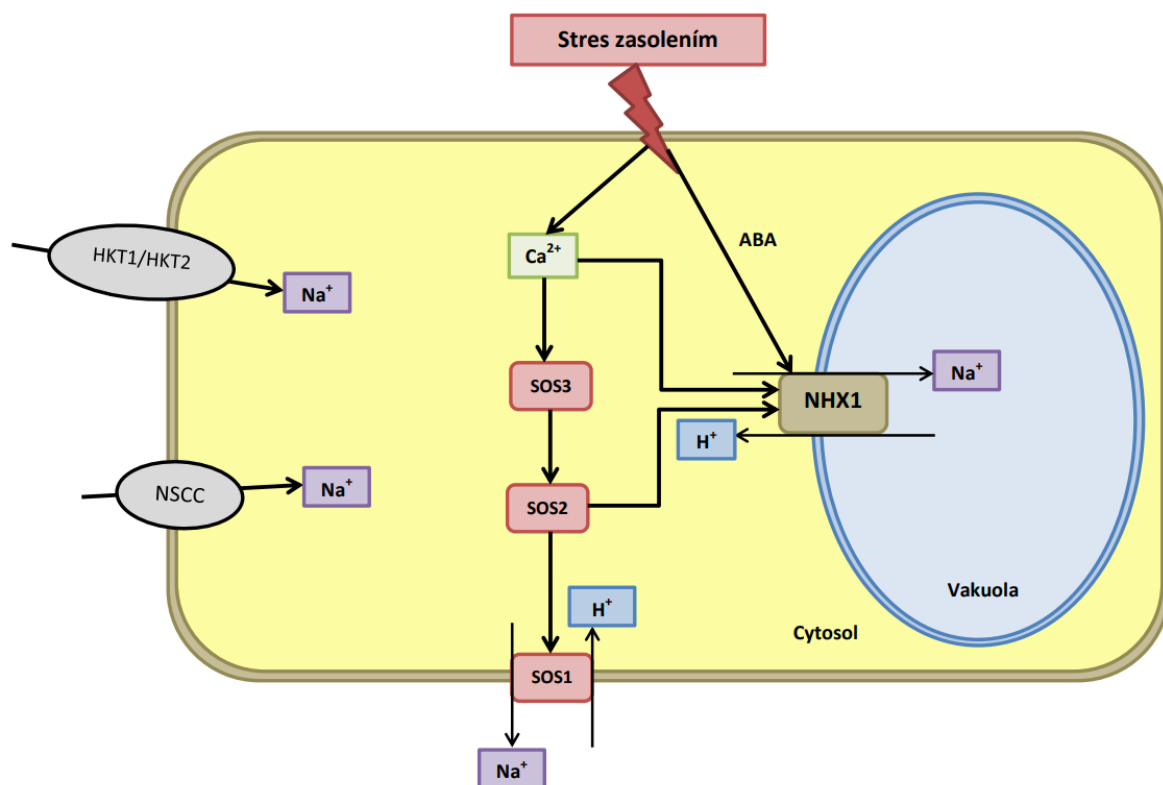 Stres zasolením
HKT1/HKT2
Na⁺
Ca²⁺
ABA
SOS3
NHX1
Na⁺
H⁺
NSCC
Na⁺
SOS2
Vakuola
H⁺
Cytosol
SOS1
Na⁺